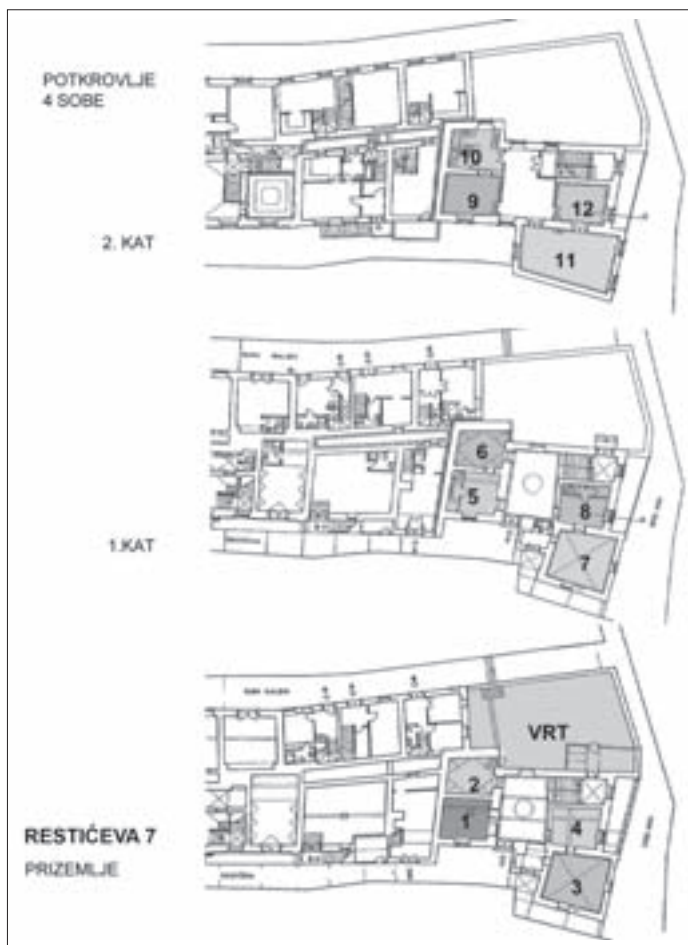 POTKROVLJE
4 SOBE
10
9
12
11
2. KAT
6
5
8
7
1.KAT
VRT
2
1
4
3
RESTIĆEVA 7
PRIZEMLJE